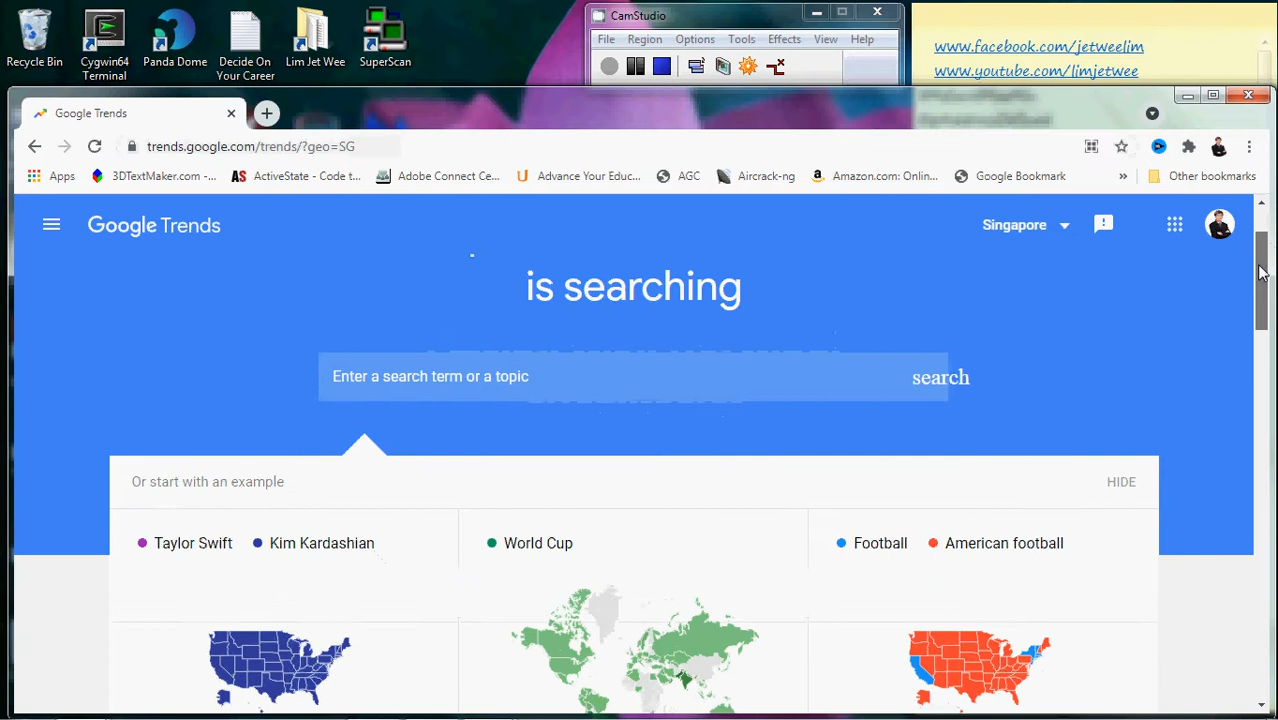 CamStudio
File Region Options Tools Effects View Help
www.facebook.com/jetweelim
www.youtube.com/limjetwee
Recycle Bin
Cygwin64
Terminal
Panda Dome
Decide On
Your Career
Lim Jet Wee
SuperScan
Google Trends
trends.google.com/trends/?geo=SG
Apps
3DTextMaker.com -...
ActiveState - Code t...
Adobe Connect Ce...
Advance Your Educ...
AGC
Aircrack-ng
Amazon.com: Onlin...
Google Bookmark
»
Other bookmarks
Google Trends
Singapore
is searching
Enter a search term or a topic
search
Or start with an example
HIDE
Taylor Swift
Kim Kardashian
World Cup
Football
American football